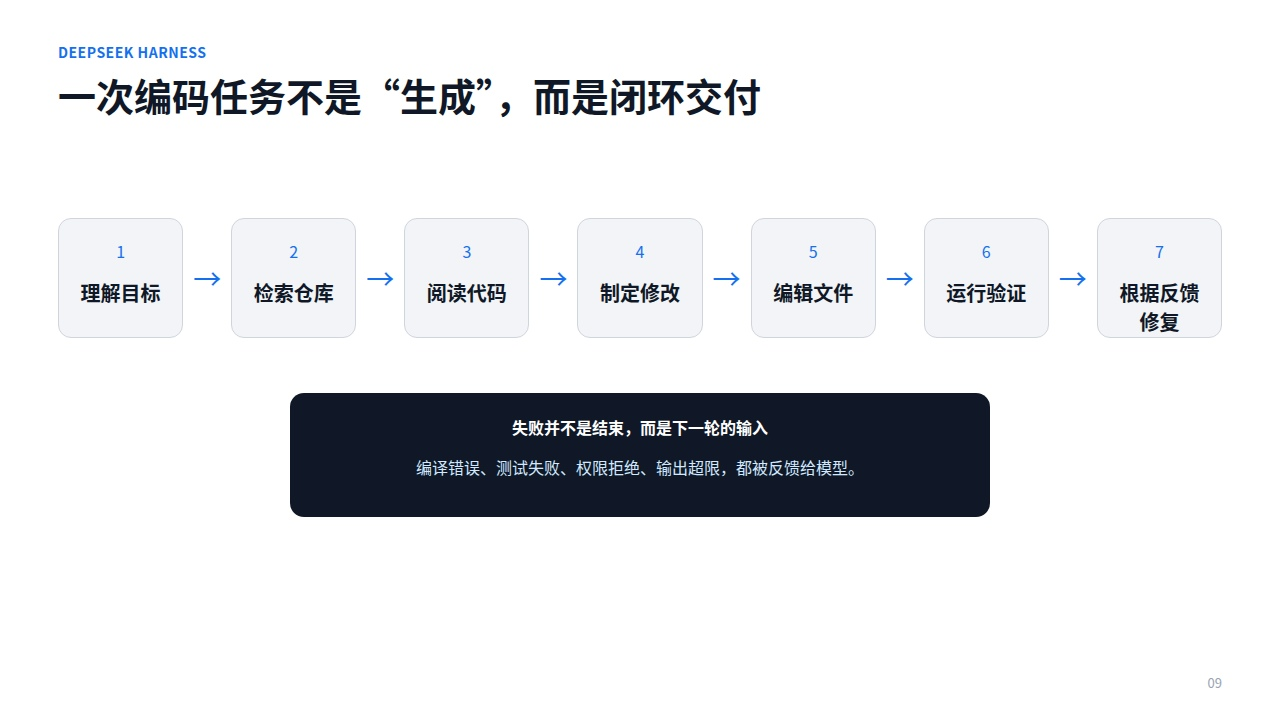 DEEPSEEK HARNESS
一次编码任务不是“生成”，而是闭环交付
1
理解目标
→
2
检索仓库
→
3
阅读代码
→
4
制定修改
→
5
编辑文件
→
6
运行验证
→
7
根据反馈
修复
失败并不是结束，而是下一轮的输入
编译错误、测试失败、权限拒绝、输出超限，都被反馈给模型。
09